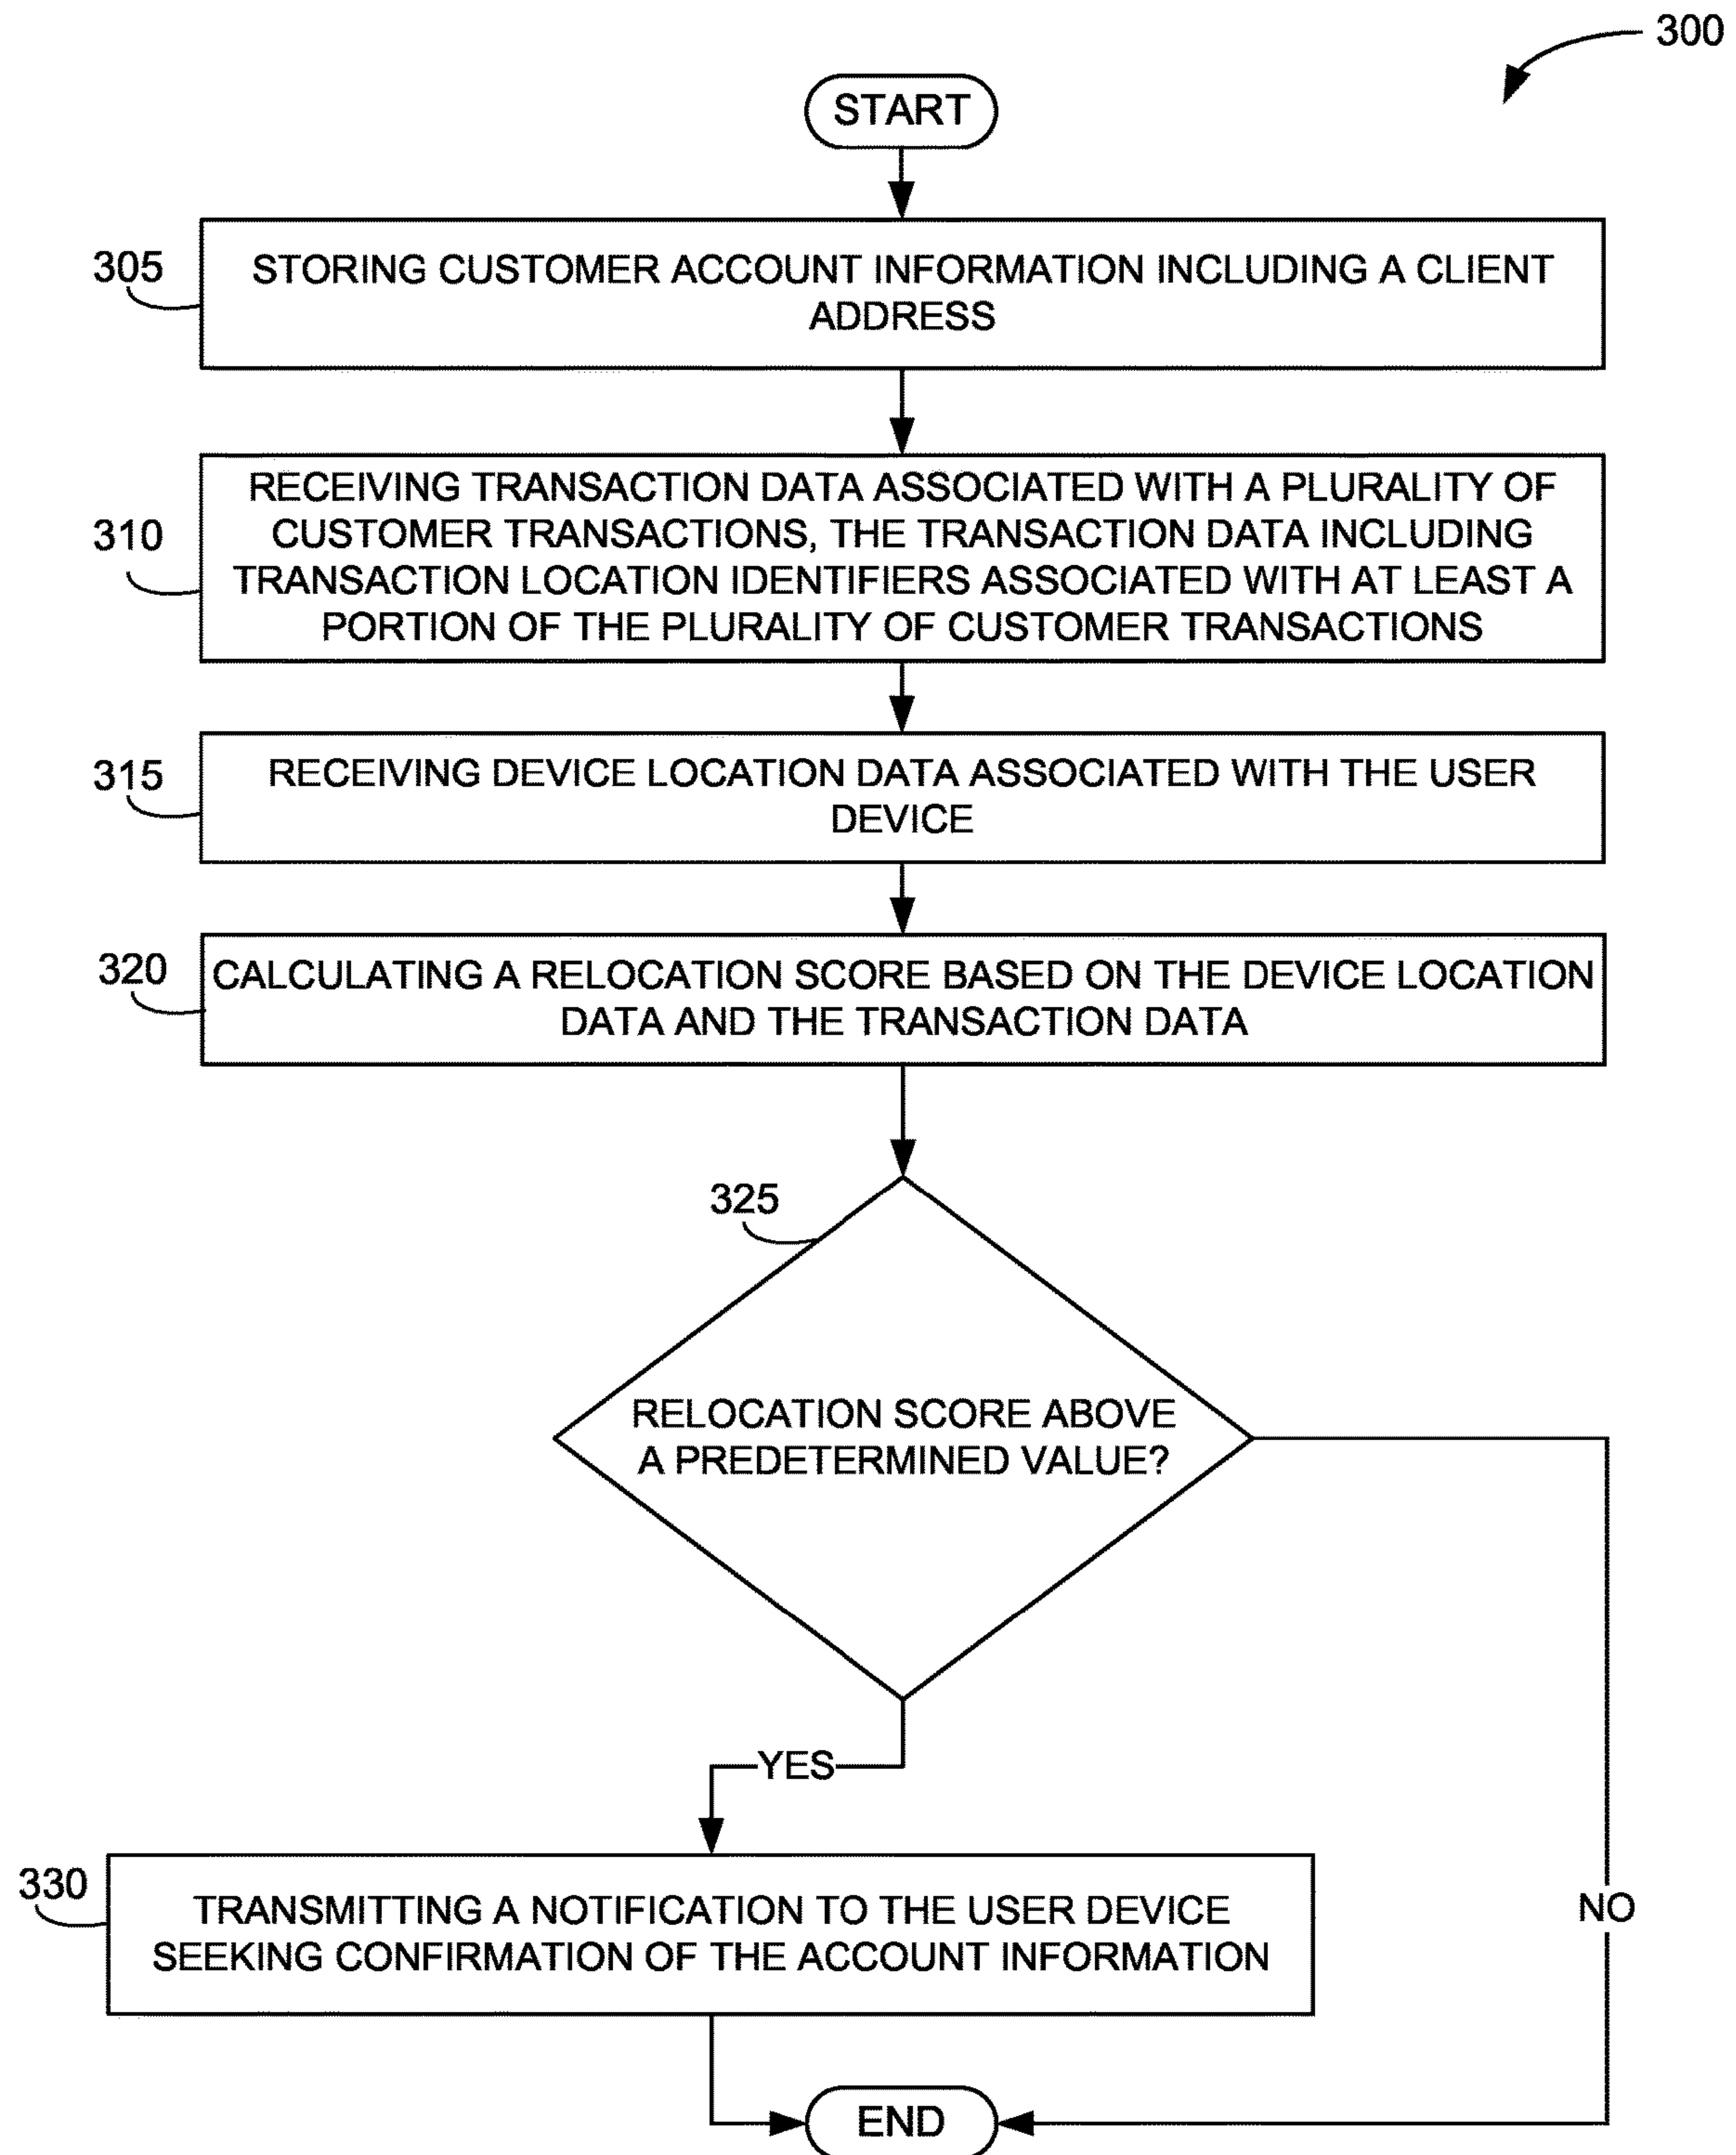 300
START
305
STORING CUSTOMER ACCOUNT INFORMATION INCLUDING A CLIENT
ADDRESS
310
RECEIVING TRANSACTION DATA ASSOCIATED WITH A PLURALITY OF
CUSTOMER TRANSACTIONS, THE TRANSACTION DATA INCLUDING
TRANSACTION LOCATION IDENTIFIERS ASSOCIATED WITH AT LEAST A
PORTION OF THE PLURALITY OF CUSTOMER TRANSACTIONS
315
RECEIVING DEVICE LOCATION DATA ASSOCIATED WITH THE USER
DEVICE
320
CALCULATING A RELOCATION SCORE BASED ON THE DEVICE LOCATION
DATA AND THE TRANSACTION DATA
325
RELOCATION SCORE ABOVE
A PREDETERMINED VALUE?
YES
330
TRANSMITTING A NOTIFICATION TO THE USER DEVICE
SEEKING CONFIRMATION OF THE ACCOUNT INFORMATION
NO
END